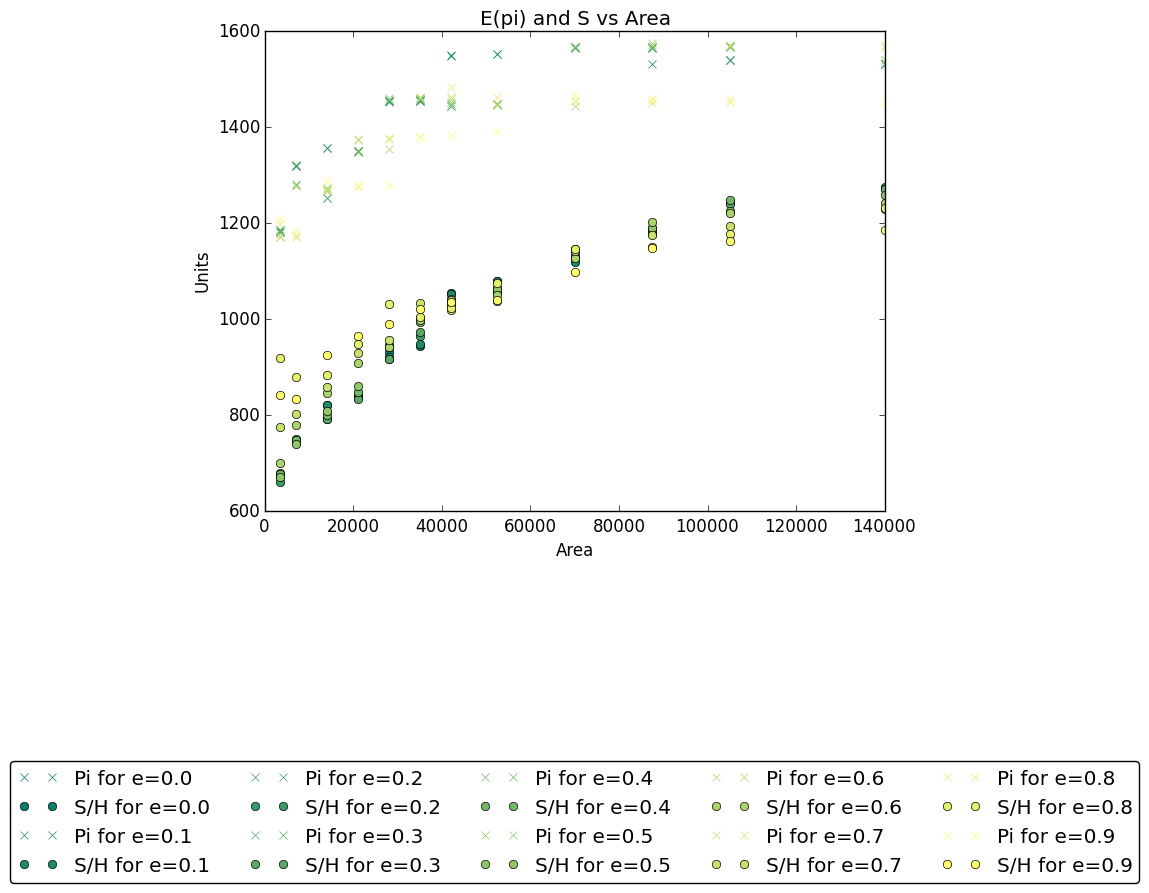 E(pi) and S vs Area
1600
1400
1200
1000
800
600
Units
0 20000 40000 60000 80000 100000 120000 140000
Area
Pi for e=0.0 Pi for e=0.2 Pi for e=0.4 Pi for e=0.6 Pi for e=0.8
S/H for e=0.0 S/H for e=0.2 S/H for e=0.4 S/H for e=0.6 S/H for e=0.8
Pi for e=0.1 Pi for e=0.3 Pi for e=0.5 Pi for e=0.7 Pi for e=0.9
S/H for e=0.1 S/H for e=0.3 S/H for e=0.5 S/H for e=0.7 S/H for e=0.9